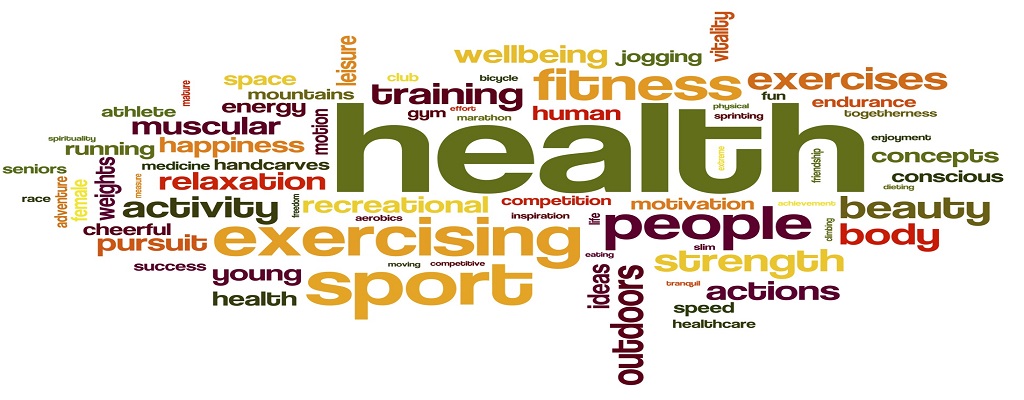 vitality
leisure
wellbeing
jogging
space
club
bicycle
fitness
exercises
mature
mountains
training
fun
energy
effort
physical
endurance
athlete
gym
marathon
human
sprinting
togetherness
muscular
motion
health
spirituality
running
happiness
enjoyment
seniors
medicine
handcarves
extreme
friendship
concepts
relaxation
conscious
measure
dieting
weights
adventure
female
race
activity
freedom
recreational
competition
motivation
achievement
beauty
aerobics
inspiration
life
people
climbing
cheerful
pursuit
exercising
slim
body
eating
success
young
moving
competitive
strength
sport
ideas
outdoors
tranquil
actions
health
speed
healthcare